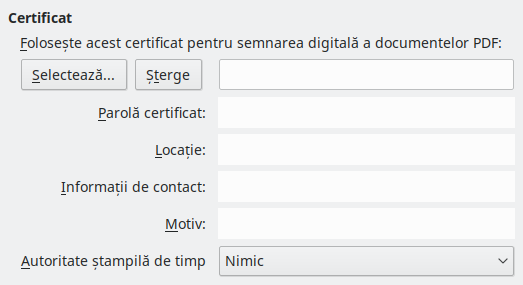 Certificat
Folosește acest certificat pentru semnarea digitală a documentelor PDF:
Selectează... Șterge
Parolă certificat:
Locație:
Informații de contact:
Motiv:
Autoritate ștampilă de timp Nimic